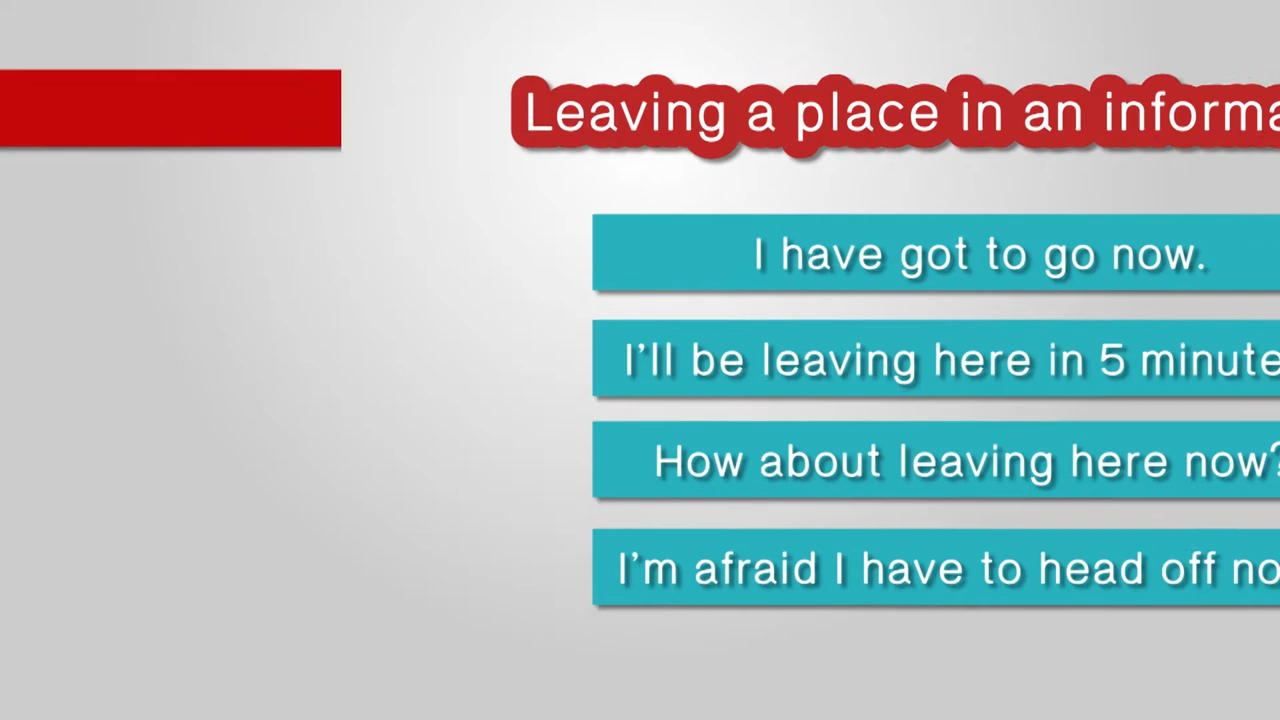 Leaving a place in an informa
I have got to go now.
I'll be leaving here in 5 minute
How about leaving here now?
I'm afraid I have to head off no